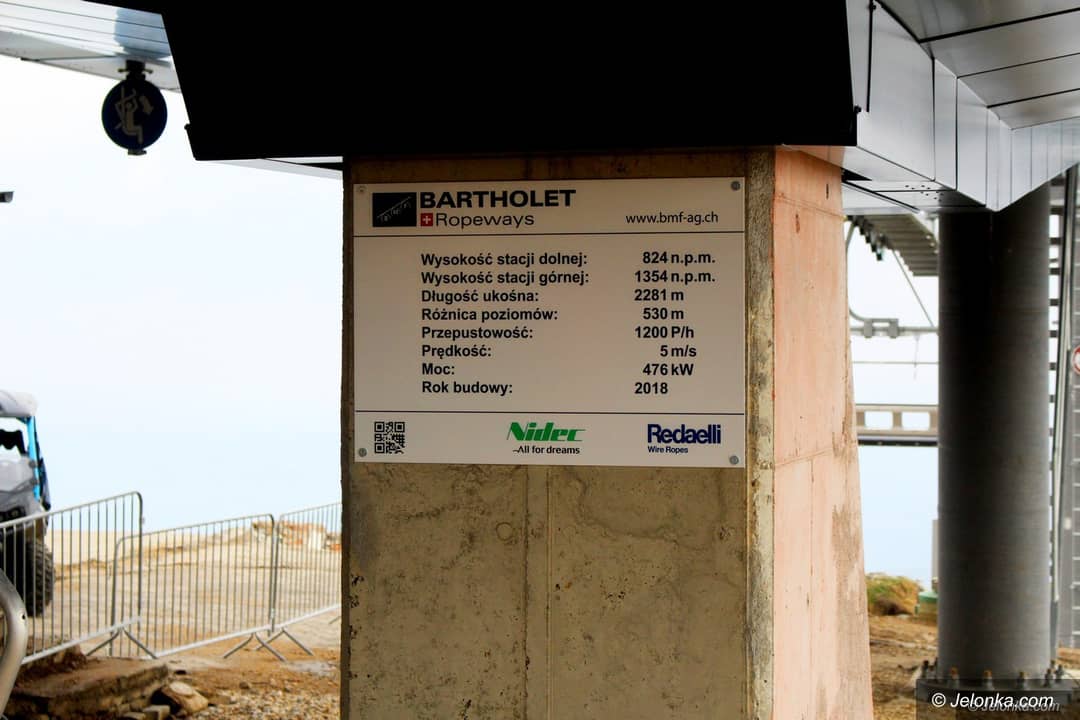 BARTHOLET
Ropeways
www.bmf-ag.ch
Wysokość stacji dolnej: 824 n.p.m.
Wysokość stacji górnej: 1354 n.p.m.
Długość ukośna: 2281 m
Różnica poziomów: 530 m
Przepustowość: 1200 P/h
Prędkość: 5 m/s
Moc: 476 kW
Rok budowy: 2018
Nidec
-All for dreams
Redaelli
Wire Ropes
© Jelonka.com
© Jelonka.com